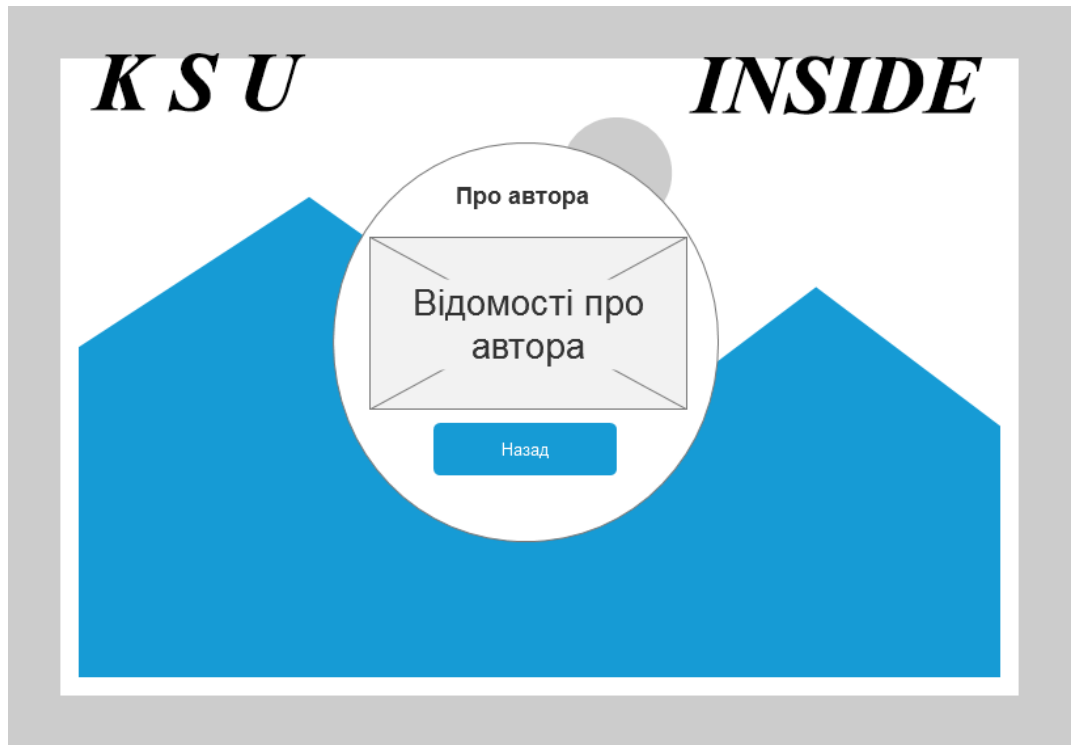 K S U
INSIDE
Про автора
Відомості про
автора
Назад